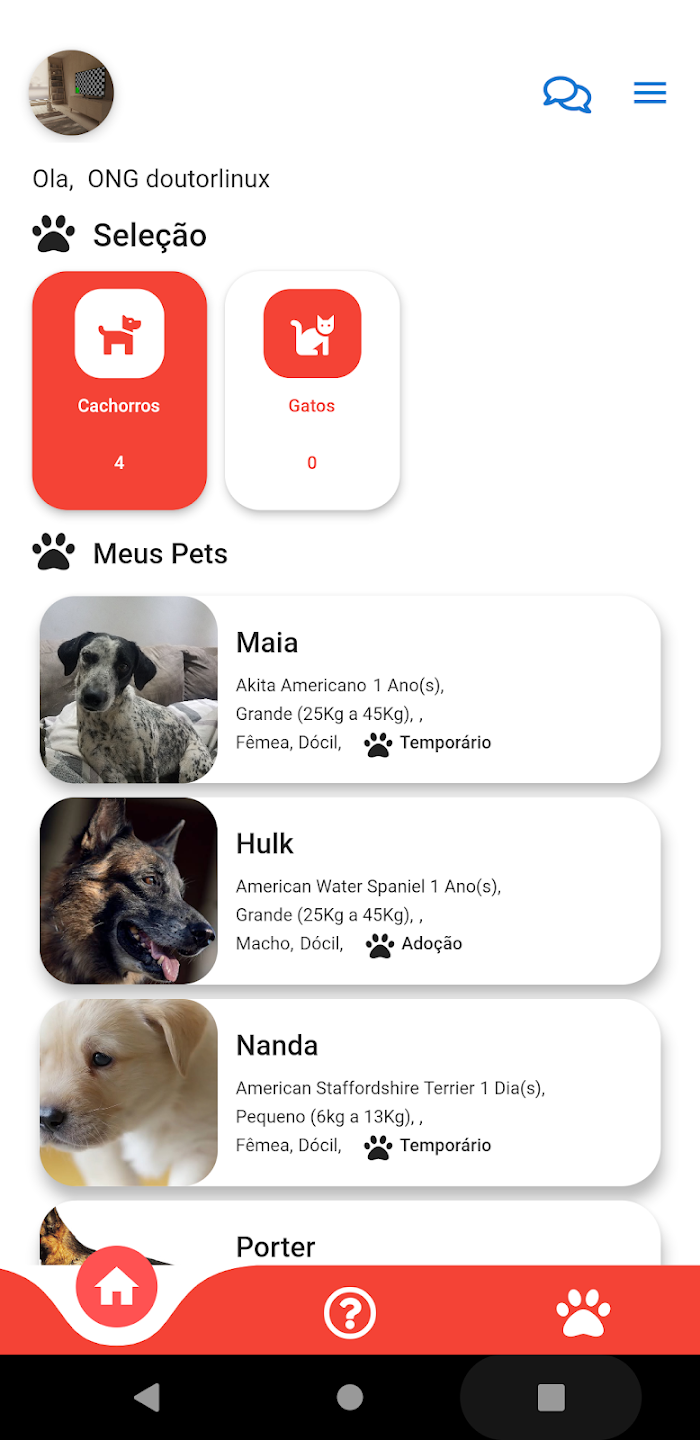 Ola, ONG doutorlinux
Seleção
Cachorros
Gatos
4
0
Meus Pets
Maia
Akita Americano 1 Ano(s),
Grande (25Kg a 45Kg), ,
Fêmea, Dócil, Temporário
Hulk
American Water Spaniel 1 Ano(s),
Grande (25Kg a 45Kg), ,
Macho, Dócil, Adoção
Nanda
American Staffordshire Terrier 1 Dia(s),
Pequeno (6kg a 13Kg), ,
Fêmea, Dócil, Temporário
Porter